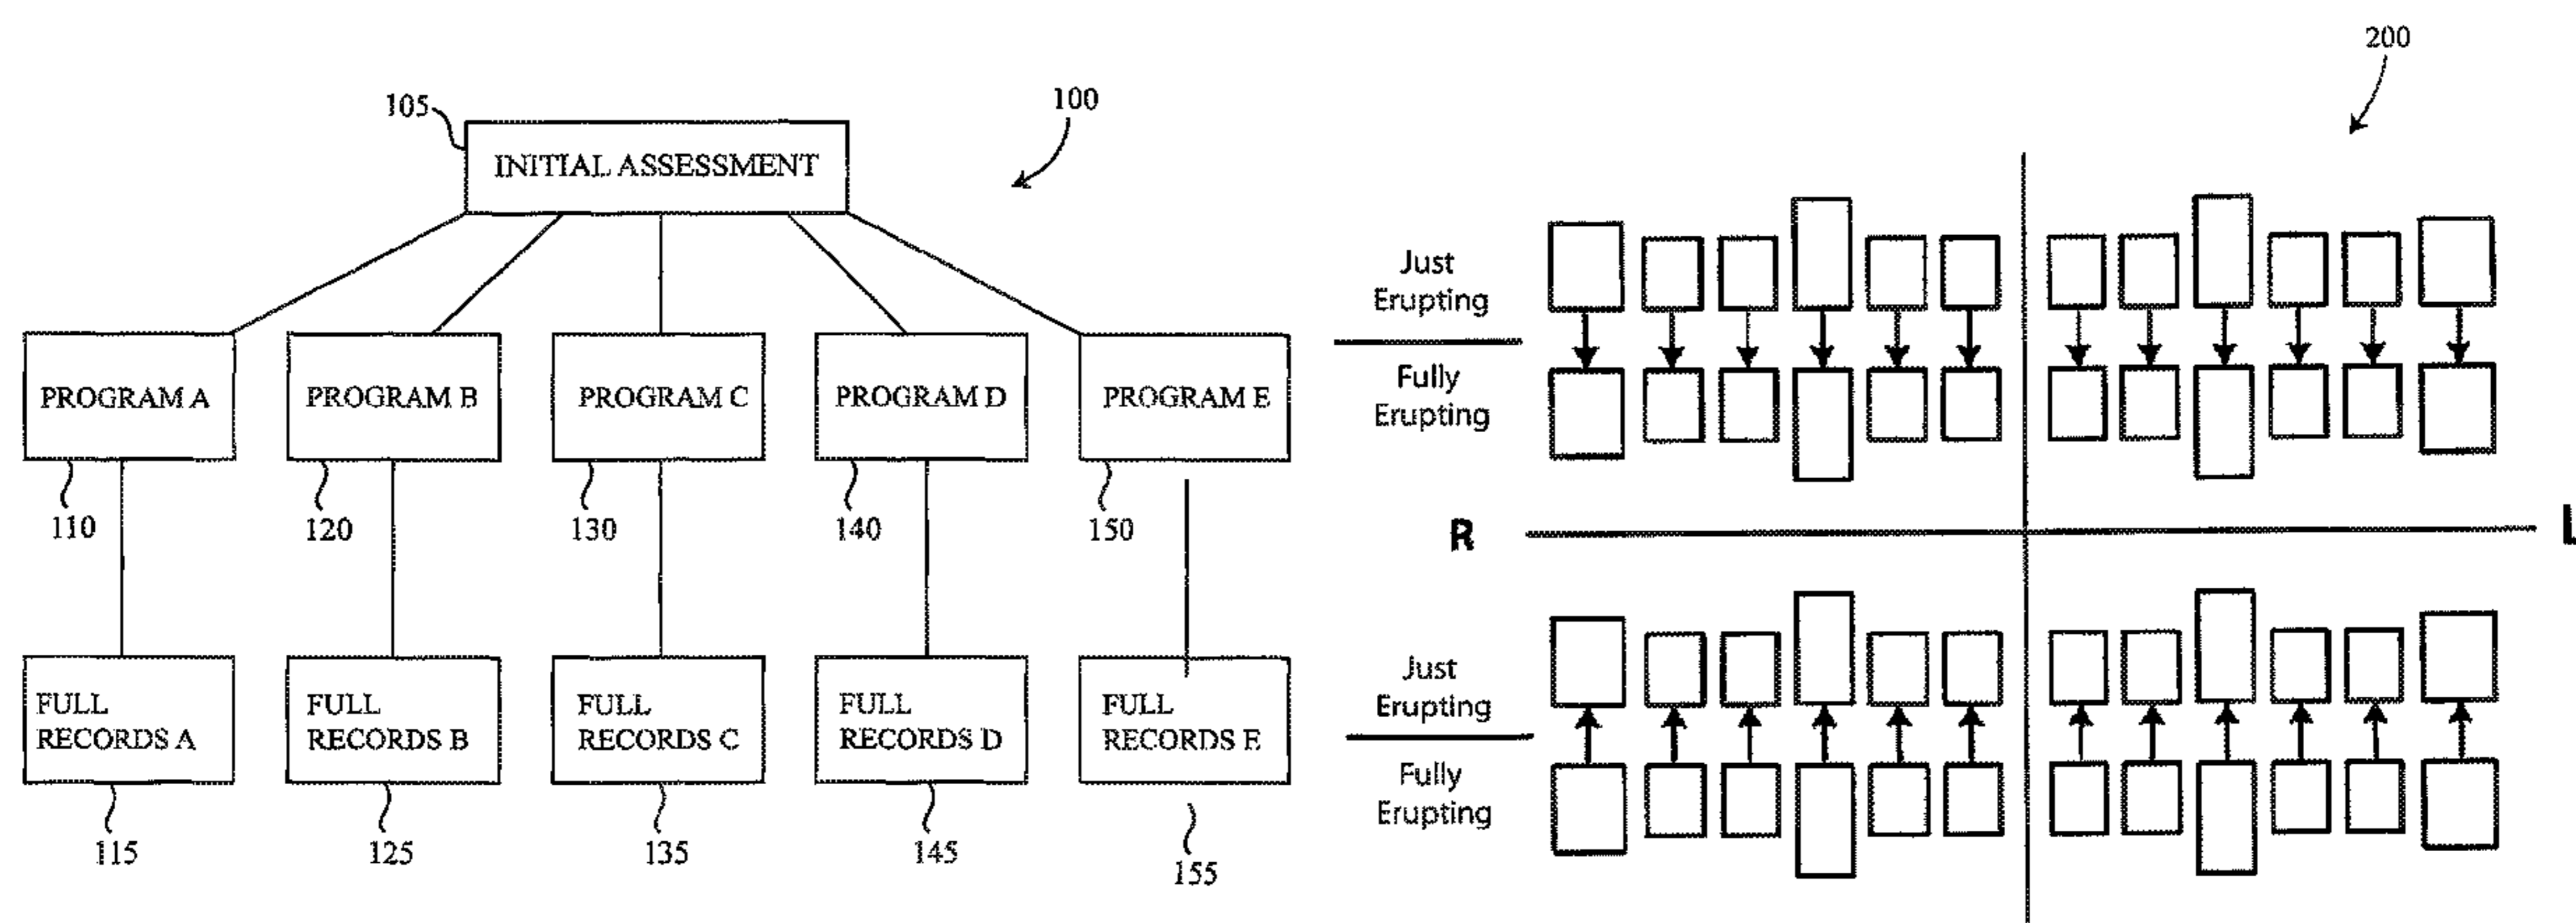 105
100
INITIAL ASSESSMENT
PROGRAM A
PROGRAM B
PROGRAM C
PROGRAM D
PROGRAM E
110
120
130
140
150
FULL
RECORDS A
FULL
RECORDS B
FULL
RECORDS C
FULL
RECORDS D
FULL
RECORDS E
115
125
135
145
155
200
Just
Erupting
Fully
Erupting
R
L
Just
Erupting
Fully
Erupting